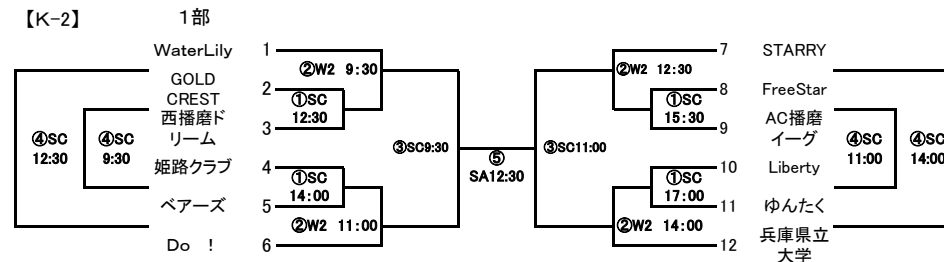 【K-2】 1部
WaterLily 1
GOLD
CREST 2
西播磨ド
リーム 3
姫路クラブ 4
ベアーズ 5
Do ! 6
②W2 9:30
①SC
12:30
④SC
12:30
④SC
9:30
①SC
14:00
②W2 11:00
③SC9:30
⑤
SA12:30
③SC11:00
②W2 12:30
①SC
15:30
①SC
17:00
②W2 14:00
7 STARRY
8 FreeStar
9 AC播磨
イーグ
10 Liberty
11 ゆんたく
12 兵庫県立
大学
④SC
11:00
④SC
14:00